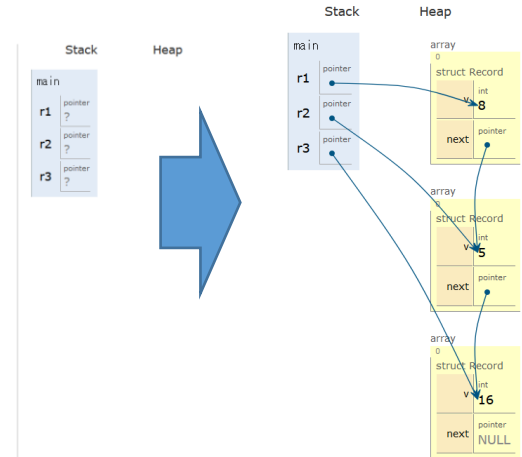 Stack Heap
main
r1 pointer ?
r2 pointer ?
r3 pointer ?
Stack Heap
main
r1 pointer
r2 pointer
r3 pointer
array
0
struct Record
v int 8
next pointer
array
0
struct Record
v int 5
next pointer
array
0
struct Record
v int 16
next pointer NULL